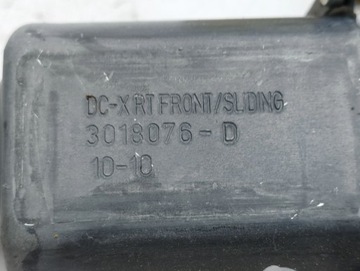 DC-X RT FRONT/SLIDING
3018076-D
10-10